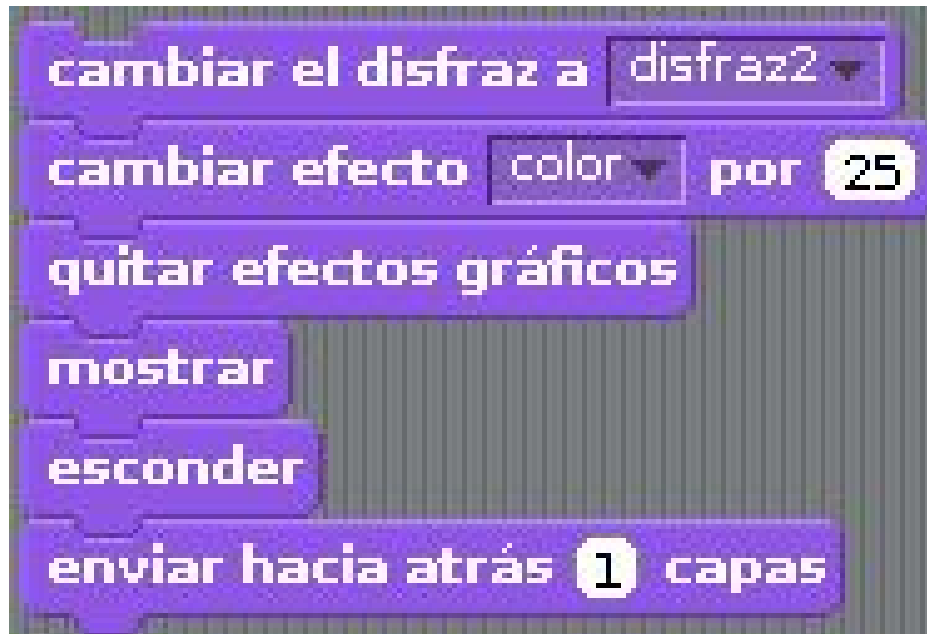 cambiar el disfraz a disfraz2
cambiar efecto color por 25
quitar efectos gráficos
mostrar
esconder
enviar hacia atrás 1 capas